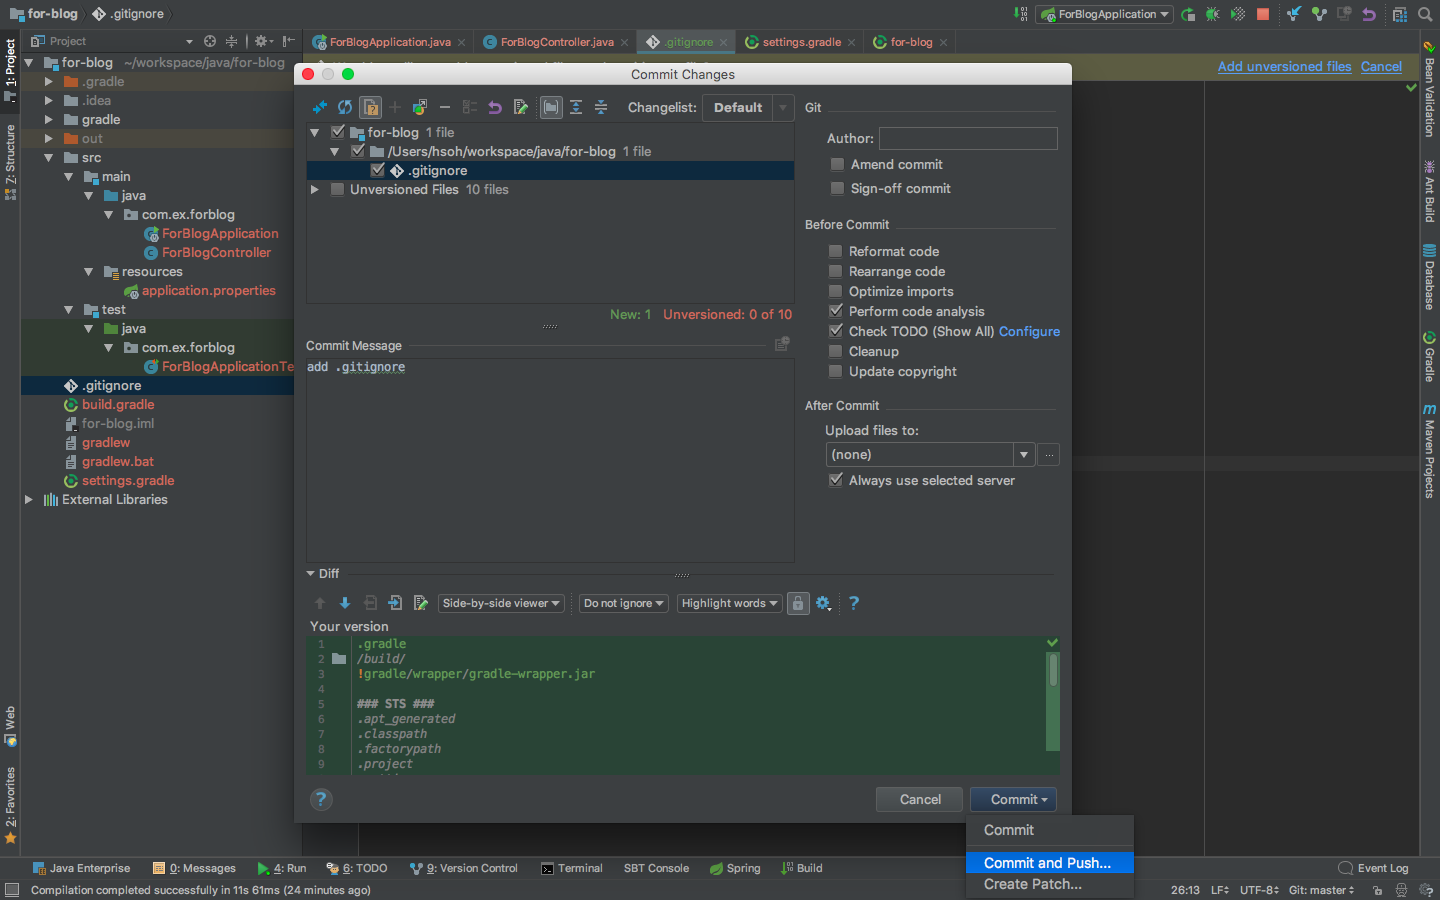 for-blog
.gitignore
ForBlogApplication
Project
ForBlogApplication.java
ForBlogController.java
.gitignore
settings.gradle
for-blog
for-blog ~/workspace/java/for-blog
.gradle
.idea
gradle
out
src
main
java
com.ex.forblog
ForBlogApplication
ForBlogController
resources
application.properties
test
java
com.ex.forblog
ForBlogApplicationTe
.gitignore
build.gradle
for-blog.iml
gradlew
gradlew.bat
settings.gradle
External Libraries
1: Project
Z: Structure
Web
2: Favorites
Add unversioned files Cancel
Commit Changes
Changelist: Default
for-blog 1 file
/Users/hsoh/workspace/java/for-blog 1 file
.gitignore
Unversioned Files 10 files
New: 1 Unversioned: 0 of 10
Commit Message
add .gitignore
Git
Author:
Amend commit
Sign-off commit
Before Commit
Reformat code
Rearrange code
Optimize imports
Perform code analysis
Check TODO (Show All) Configure
Cleanup
Update copyright
After Commit
Upload files to:
(none)
...
Always use selected server
Diff
Side-by-side viewer
Do not ignore
Highlight words
?
Your version
1 .gradle
2 /build/
3 !gradle/wrapper/gradle-wrapper.jar
4
5 ### STS ###
6 .apt_generated
7 .classpath
8 .factorypath
9 .project
?
Cancel
Commit
Commit
Commit and Push...
Create Patch...
Bean Validation
Ant Build
Database
Gradle
m
Maven Projects
Java Enterprise
0: Messages
4: Run
6: TODO
9: Version Control
Terminal
SBT Console
Spring
Build
Event Log
Compilation completed successfully in 11s 61ms (24 minutes ago)
26:13
LF
UTF-8
Git: master